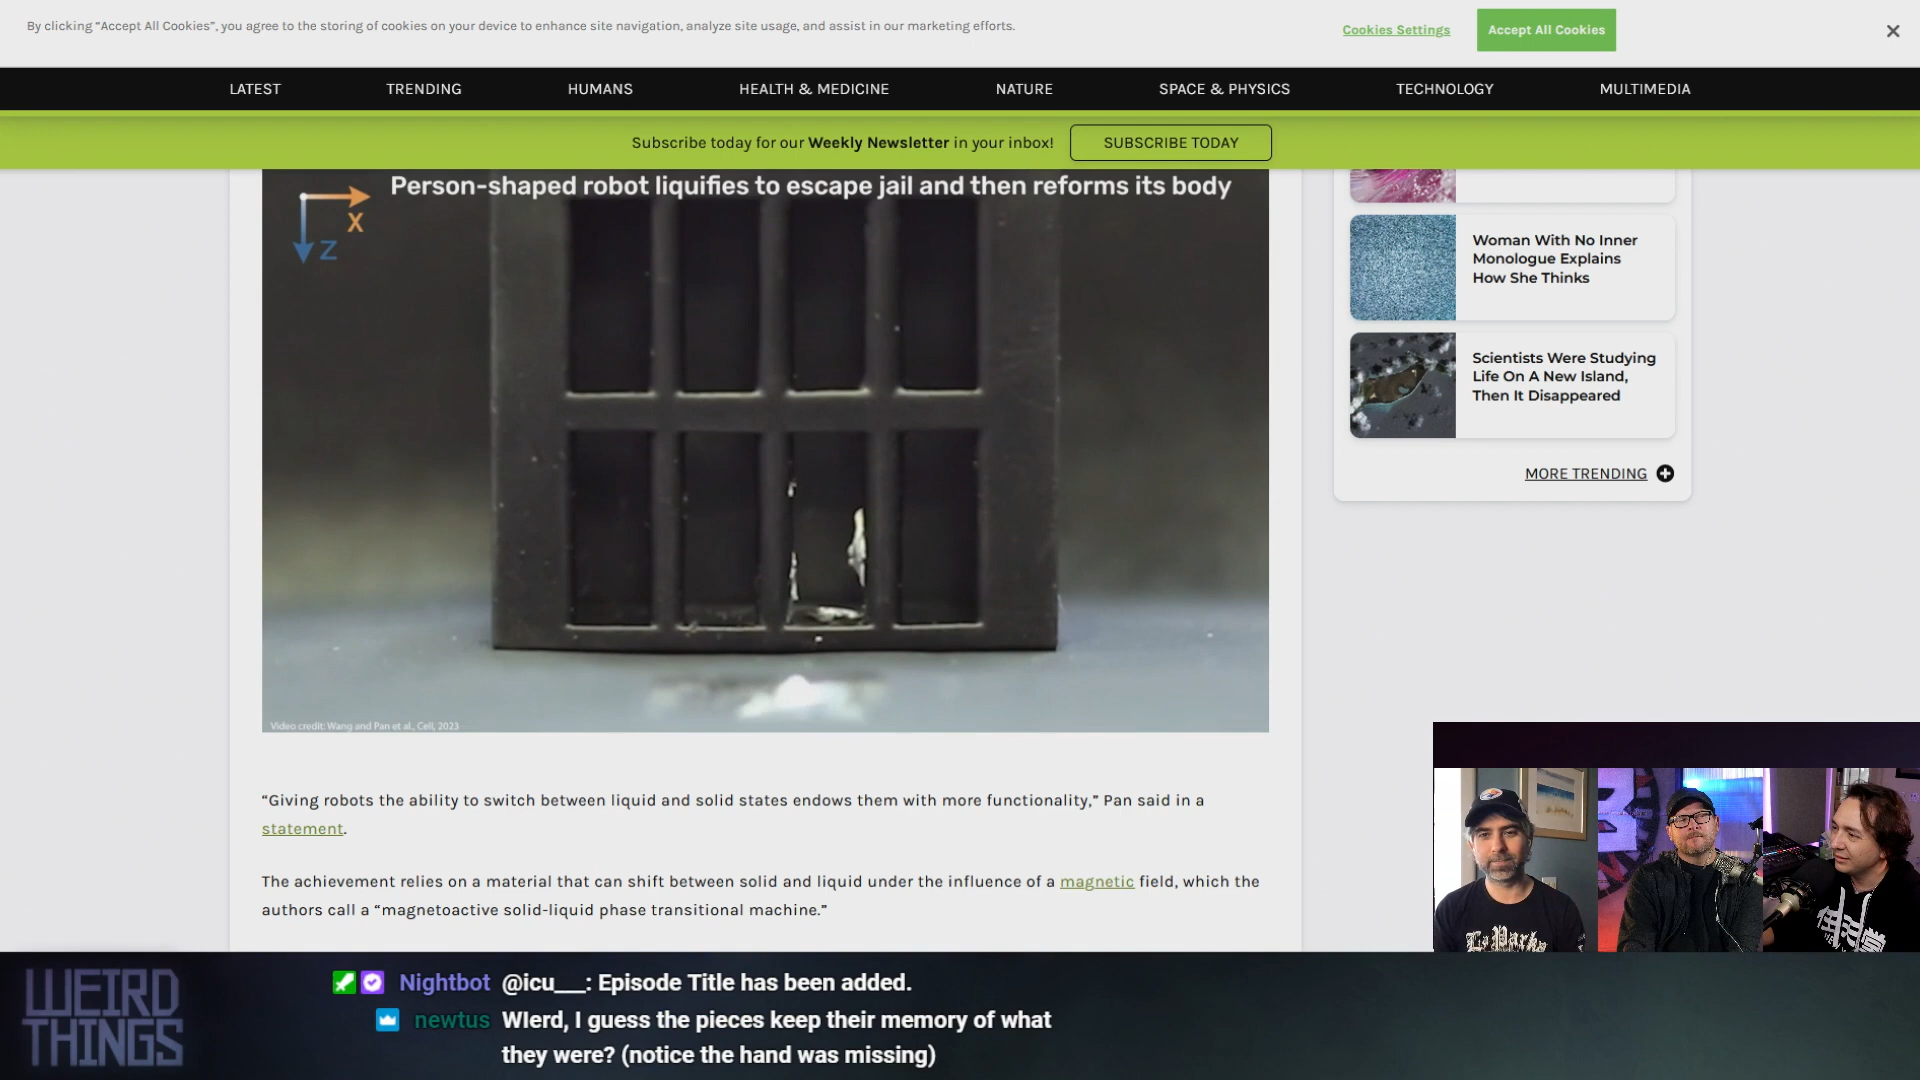 By clicking “Accept All Cookies”, you agree to the storing of cookies on your device to enhance site navigation, analyze site usage, and assist in our marketing efforts.
Cookies Settings
Accept All Cookies
LATEST
TRENDING
HUMANS
HEALTH & MEDICINE
NATURE
SPACE & PHYSICS
TECHNOLOGY
MULTIMEDIA
Subscribe today for our Weekly Newsletter in your inbox!
SUBSCRIBE TODAY
Person-shaped robot liquifies to escape jail and then reforms its body
X
Z
Video credit: Wang and Pan et al., Cell, 2023
Woman With No Inner
Monologue Explains
How She Thinks
Scientists Were Studying
Life On A New Island,
Then It Disappeared
MORE TRENDING
“Giving robots the ability to switch between liquid and solid states endows them with more functionality,” Pan said in a
statement.
The achievement relies on a material that can shift between solid and liquid under the influence of a magnetic field, which the
authors call a “magnetoactive solid-liquid phase transitional machine.”
WEIRD
THINGS
Nightbot @icu___: Episode Title has been added.
newtus WIerd, I guess the pieces keep their memory of what
they were? (notice the hand was missing)